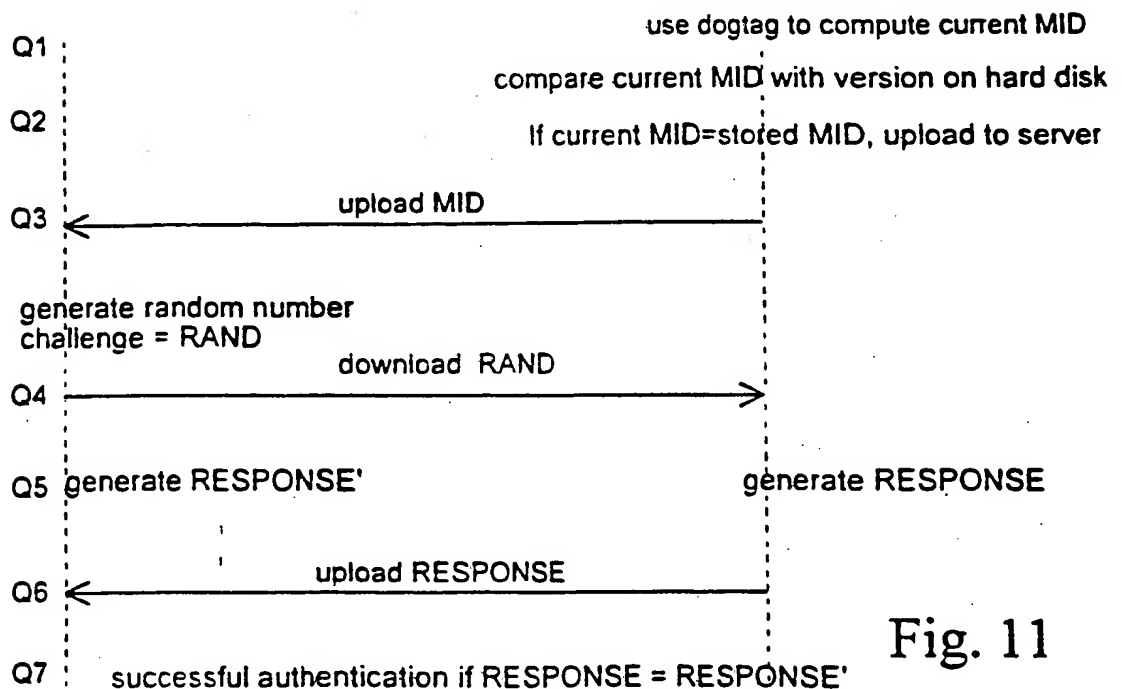 use dogtag to compute current MID
Q1
compare current MID with version on hard disk
Q2
If current MID=stored MID, upload to server
upload MID
Q3
generate random number
challenge = RAND
download RAND
Q4
Q5 generate RESPONSE' generate RESPONSE
upload RESPONSE
Q6
Fig. 11
Q7 successful authentication if RESPONSE = RESPONSE'